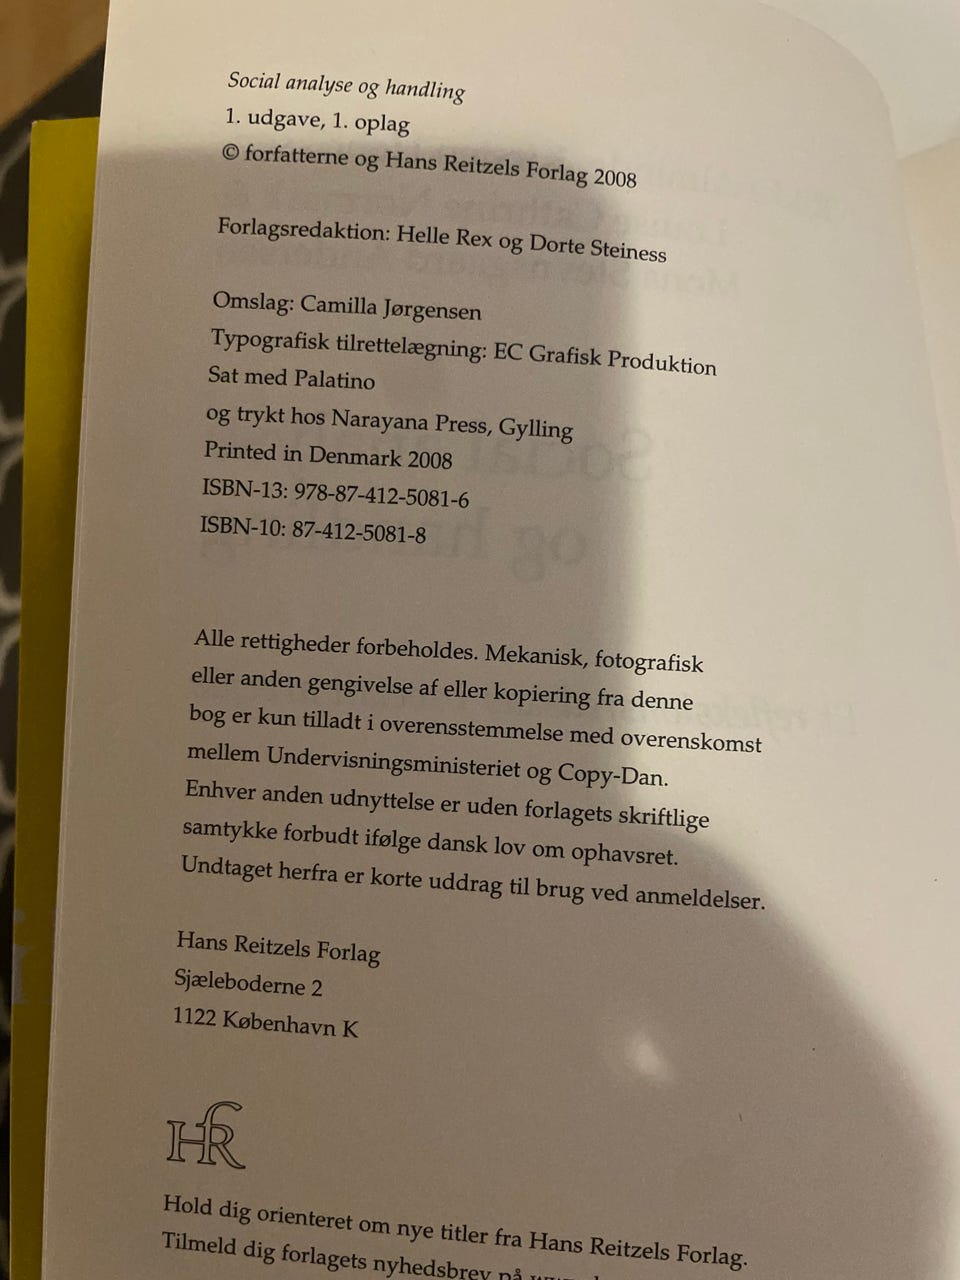 Social analyse og handling
1. udgave, 1. oplag
© forfatterne og Hans Reitzels Forlag 2008
Forlagsredaktion: Helle Rex og Dorte Steiness
Omslag: Camilla Jørgensen
Typografisk tilrettelægning: EC Grafisk Produktion
Sat med Palatino
og trykt hos Narayana Press, Gylling
Printed in Denmark 2008
ISBN-13: 978-87-412-5081-6
ISBN-10: 87-412-5081-8
Alle rettigheder forbeholdes. Mekanisk, fotografisk
eller anden gengivelse af eller kopiering fra denne
bog er kun tilladt i overensstemmelse med overenskomst
mellem Undervisningsministeriet og Copy-Dan.
Enhver anden udnyttelse er uden forlagets skriftlige
samtykke forbudt ifølge dansk lov om ophavsret.
Undtaget herfra er korte uddrag til brug ved anmeldelser.
Hans Reitzels Forlag
Sjæleboderne 2
1122 København K
HR
Hold dig orienteret om nye titler fra Hans Reitzels Forlag.
Tilmeld dig forlagets nyhedsbrev på